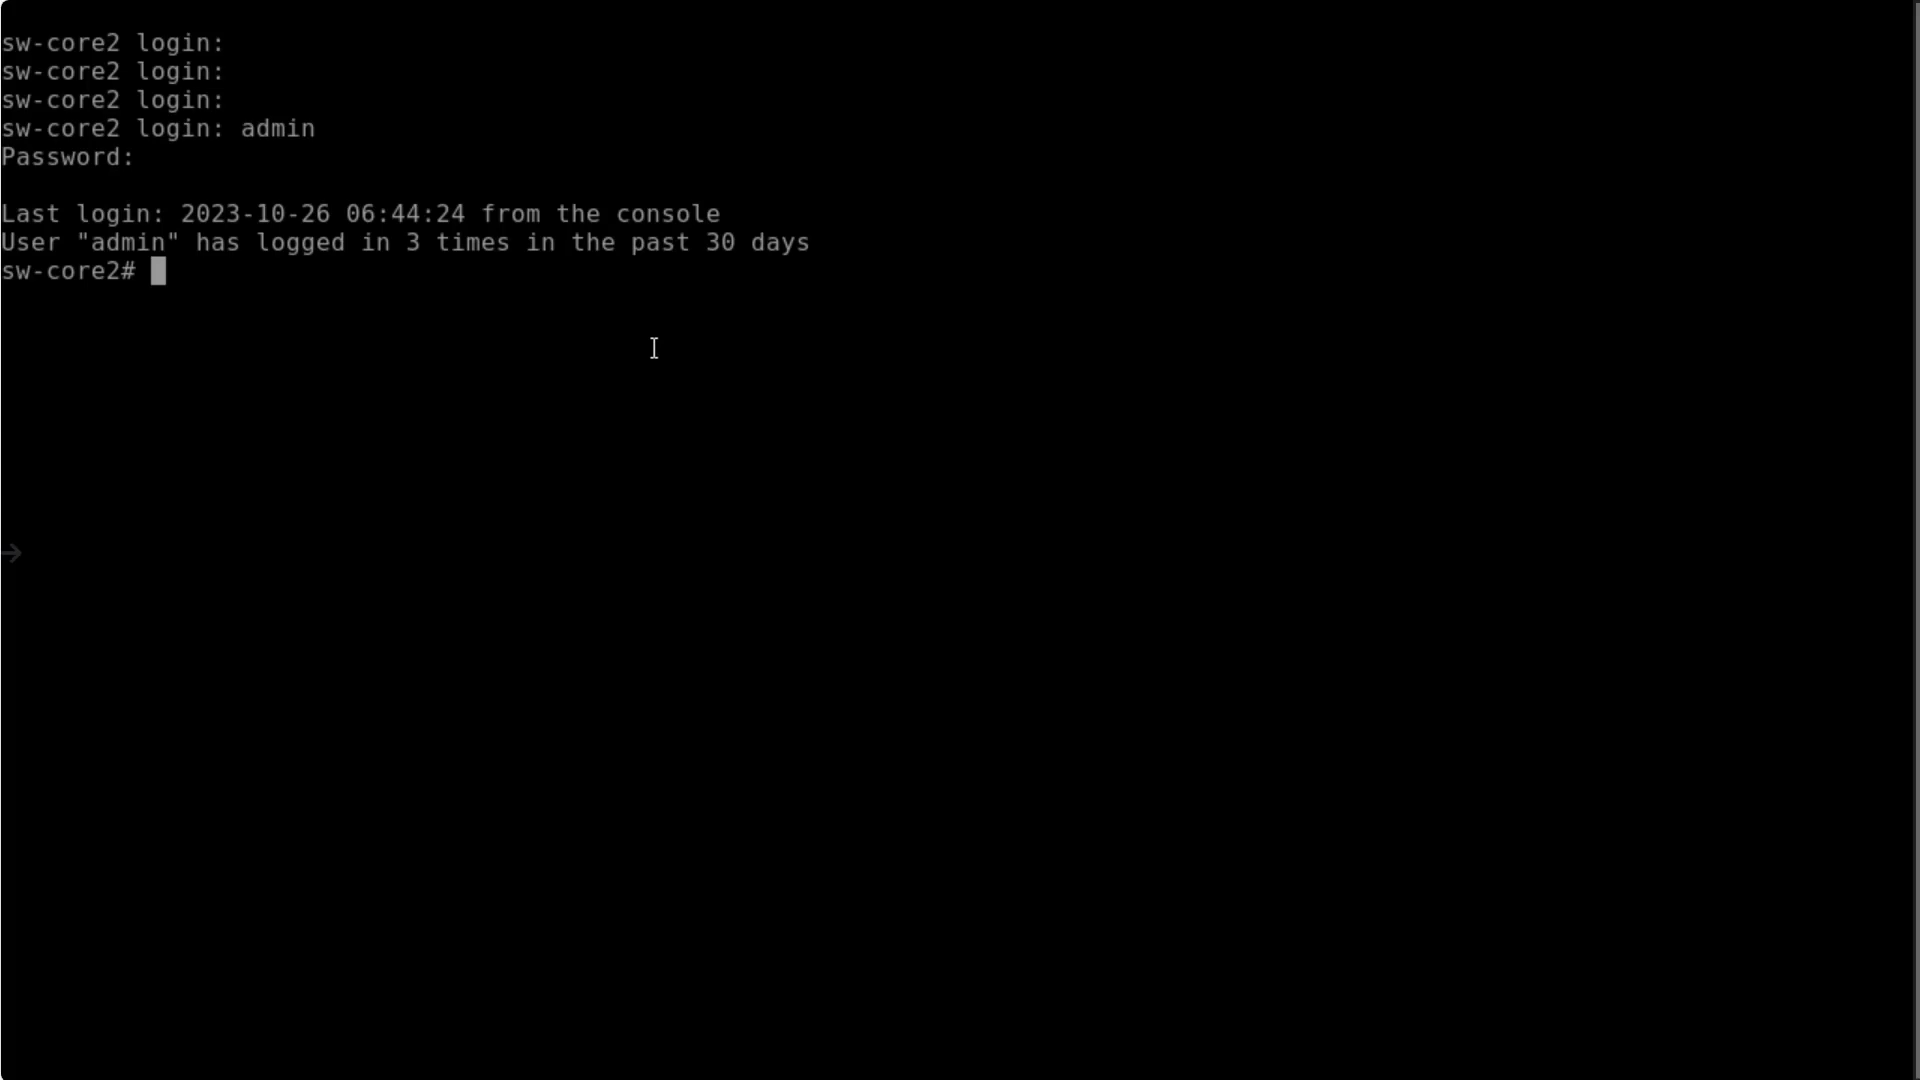 sw-core2 login:
sw-core2 login:
sw-core2 login:
sw-core2 login: admin
Password:
Last login: 2023-10-26 06:44:24 from the console
User "admin" has logged in 3 times in the past 30 days
sw-core2#